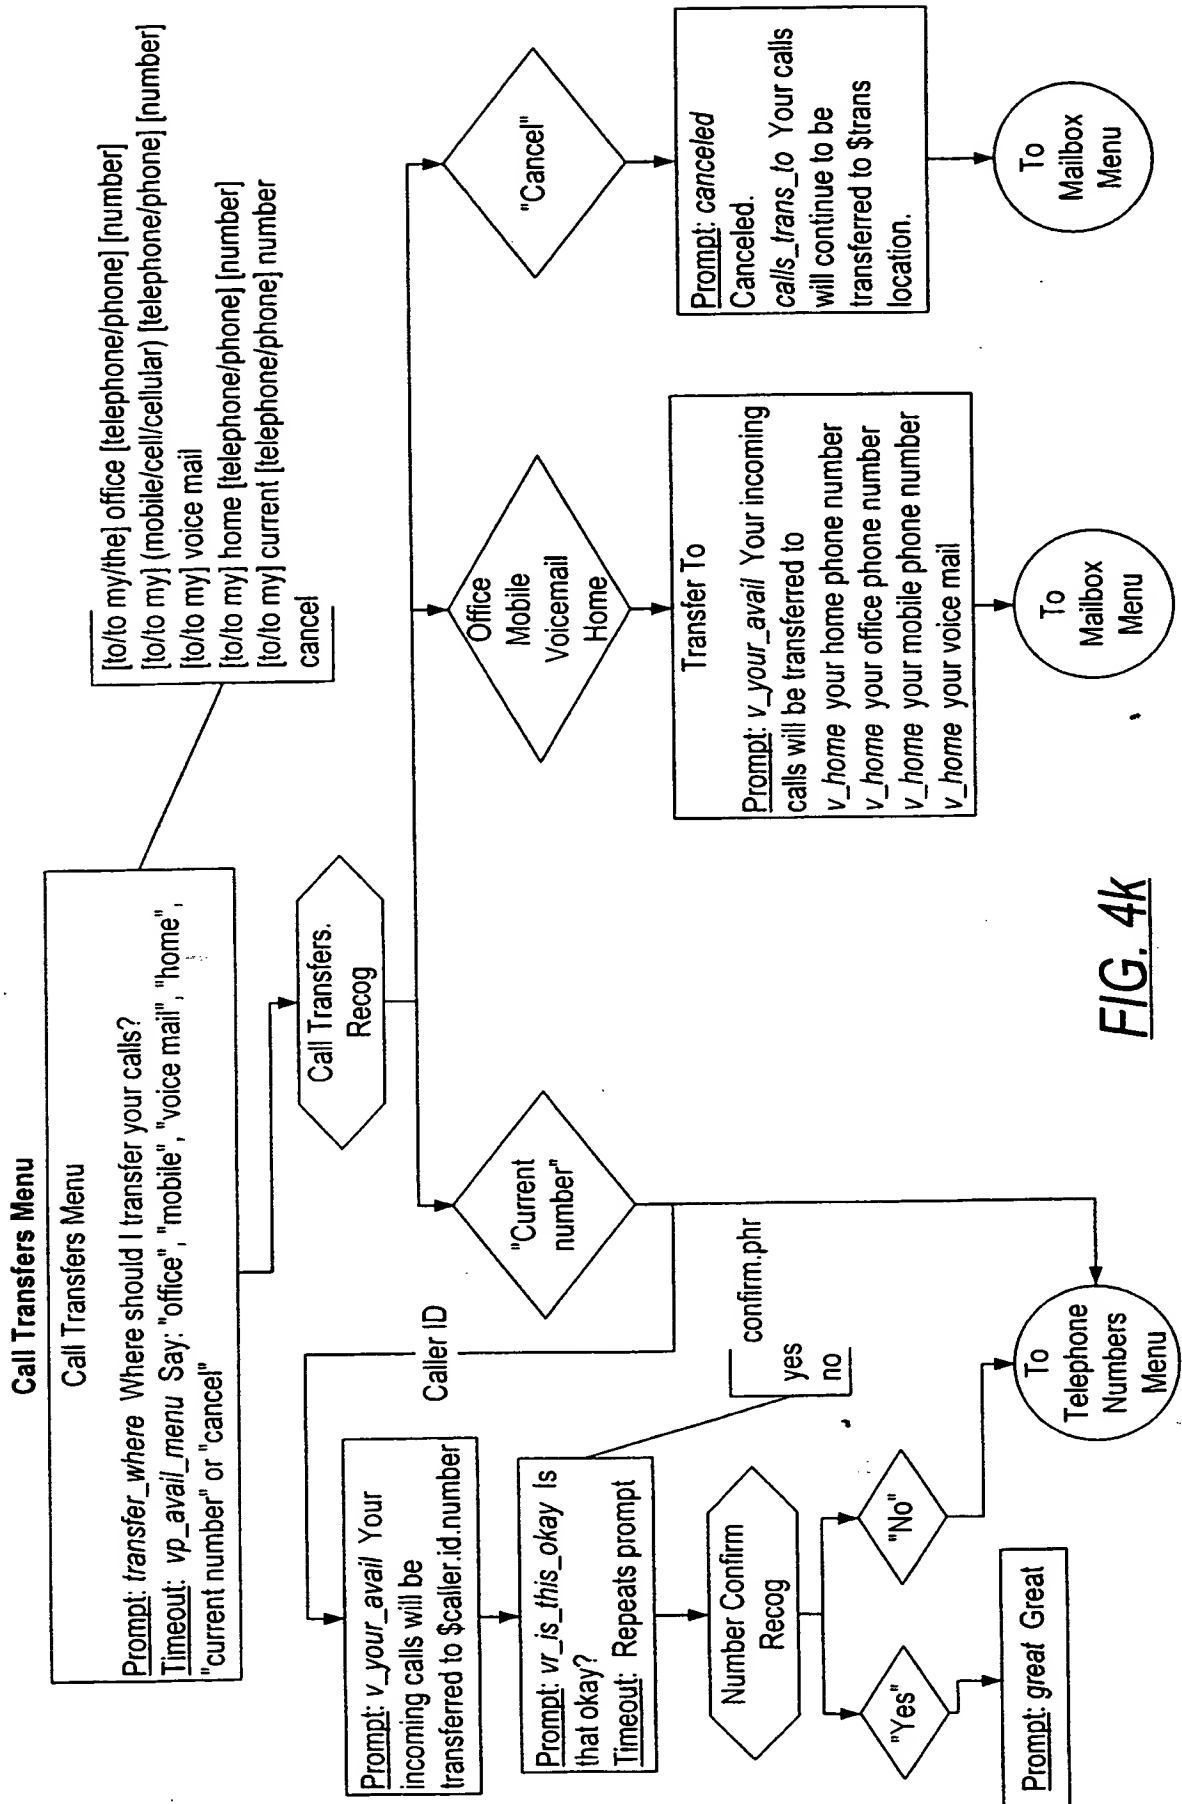 Call Transfers Menu
Call Transfers Menu
Prompt: transfer_where Where should I transfer your calls?
Timeout: vp_avail_menu Say: "office", "mobile", "voice mail", "home",
"current number" or "cancel"
[to/to my/the] office [telephone/phone] [number]
[to/to my] (mobile/cell/cellular) [telephone/phone] [number]
[to/to my] voice mail
[to/to my] home [telephone/phone] [number]
[to/to my] current [telephone/phone] number
cancel
Call Transfers.
Recog
"Current
number"
Office
Mobile
Voicemail
Home
"Cancel"
Caller ID
Prompt: v_your_avail Your
incoming calls will be
transferred to $caller.id.number
Prompt: vr_is_this_okay Is
that okay?
Timeout: Repeats prompt
confirm.phr
yes
no
Number Confirm
Recog
"Yes"
"No"
Prompt: great Great
To
Telephone
Numbers
Menu
Transfer To
Prompt: v_your_avail Your incoming
calls will be transferred to
v_home your home phone number
v_home your office phone number
v_home your mobile phone number
v_home your voice mail
To
Mailbox
Menu
Prompt: canceled
Canceled.
calls_trans_to Your calls
will continue to be
transferred to $trans
location.
To
Mailbox
Menu
FIG. 4k